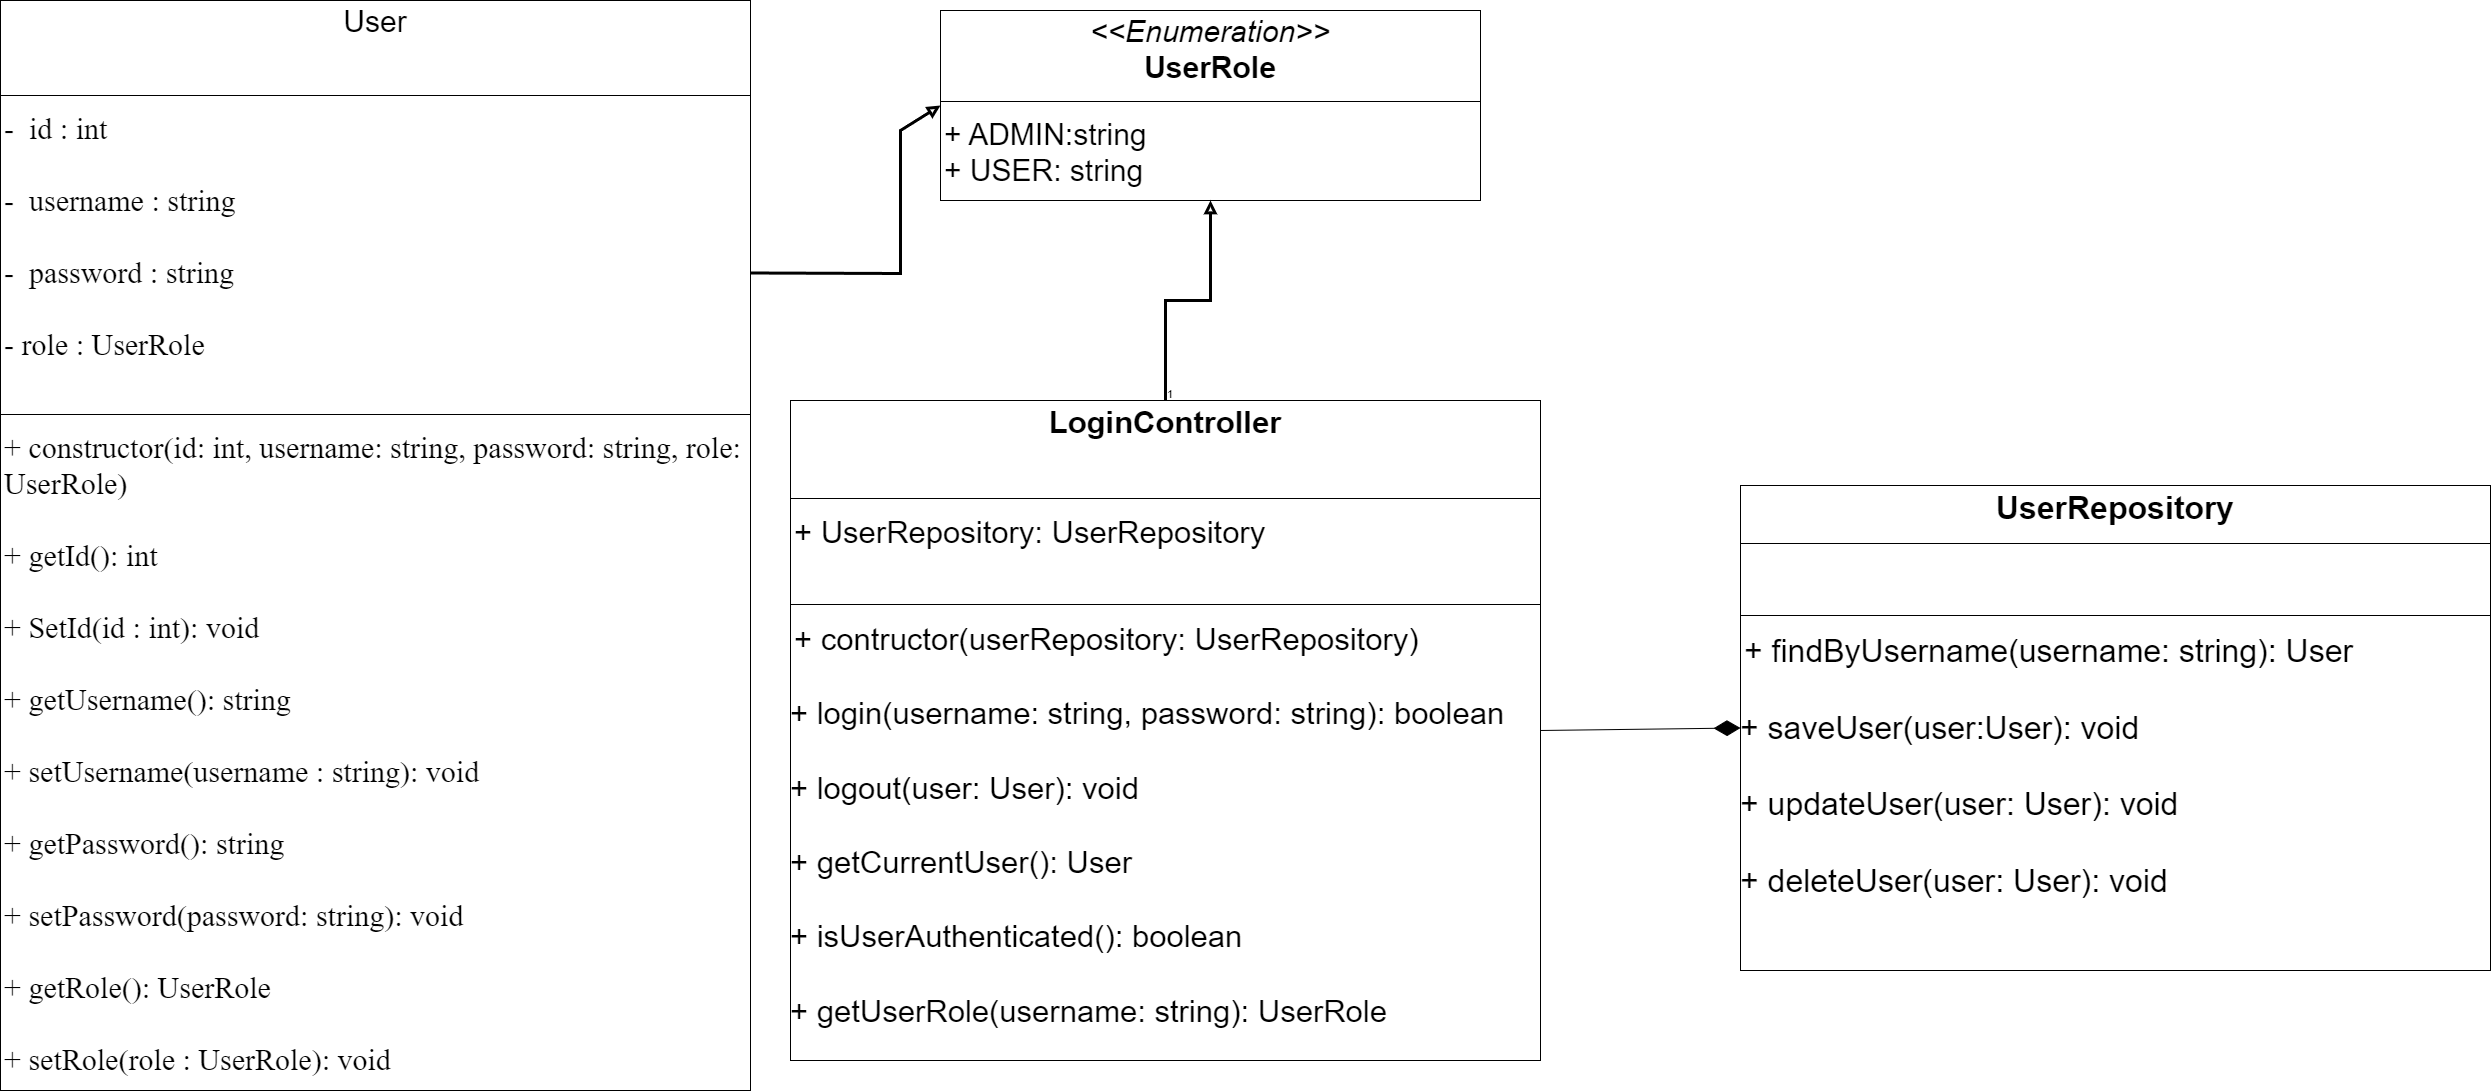 User
- id : int
- username : string
- password : string
- role : UserRole
+ constructor(id: int, username: string, password: string, role:
UserRole)
+ getId(): int
+ SetId(id : int): void
+ getUsername(): string
+ setUsername(username : string): void
+ getPassword(): string
+ setPassword(password: string): void
+ getRole(): UserRole
+ setRole(role : UserRole): void
<<Enumeration>>
UserRole
+ ADMIN:string
+ USER: string
1
LoginController
+ UserRepository: UserRepository
+ contructor(userRepository: UserRepository)
+ login(username: string, password: string): boolean
+ logout(user: User): void
+ getCurrentUser(): User
+ isUserAuthenticated(): boolean
+ getUserRole(username: string): UserRole
UserRepository
+ findByUsername(username: string): User
+ saveUser(user:User): void
+ updateUser(user: User): void
+ deleteUser(user: User): void